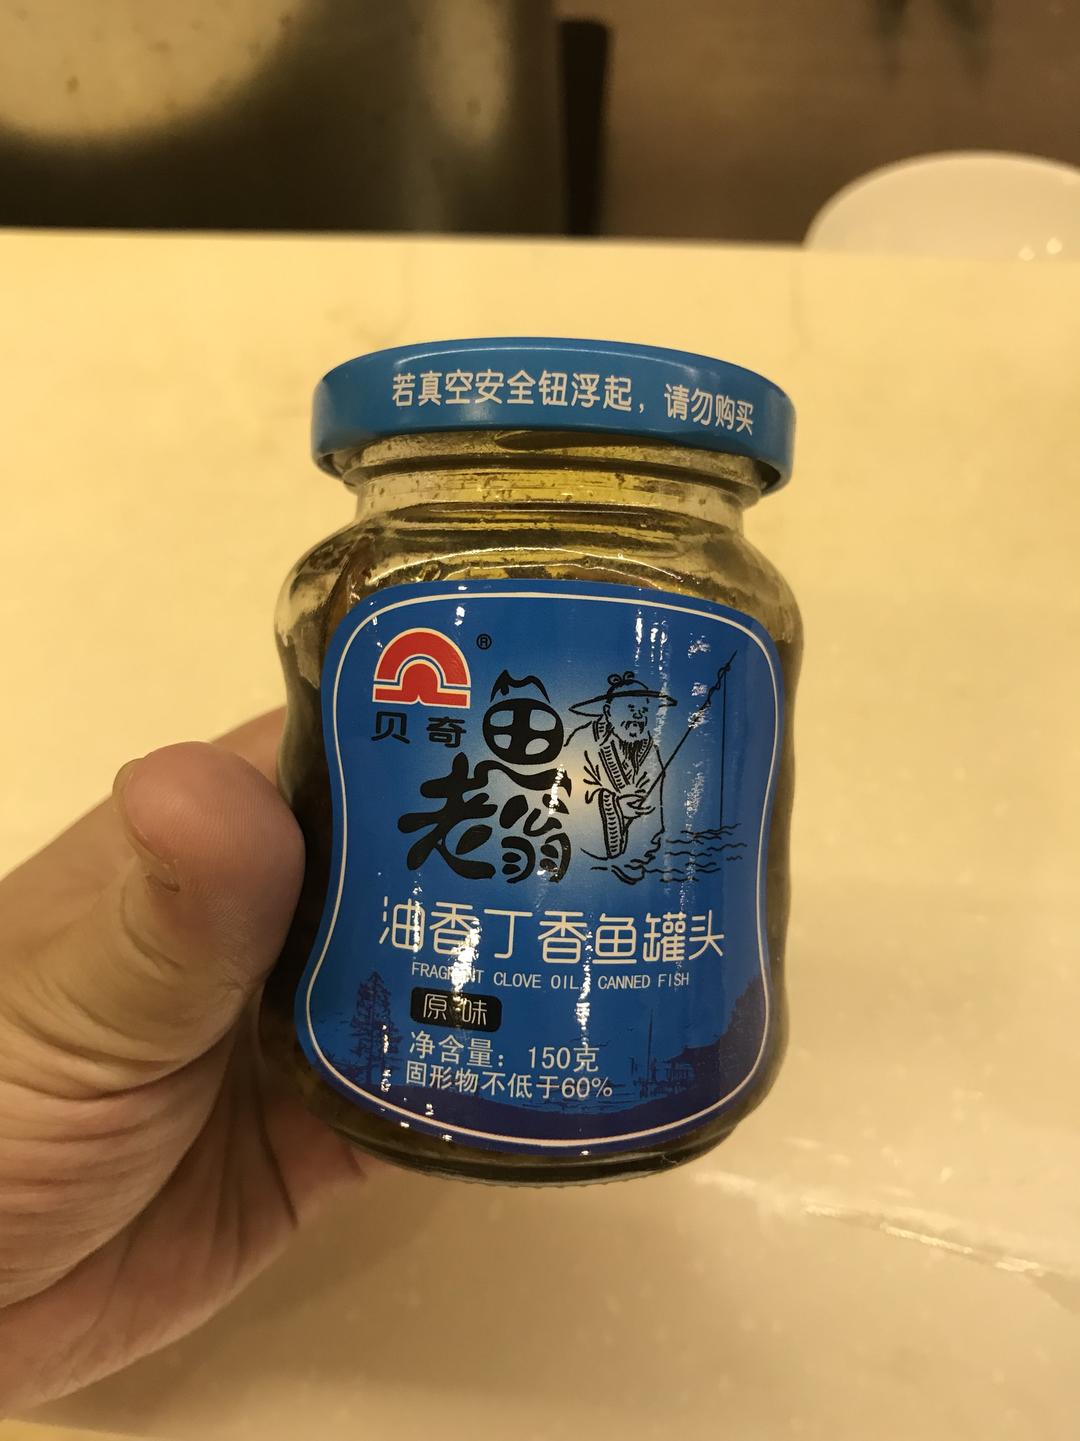 若真空安全钮浮起，请勿购买
®
贝奇
鱼
老翁
油香丁香鱼罐头
FRAGRANT CLOVE OIL, CANNED FISH
原味
净含量：150克
固形物不低于60%